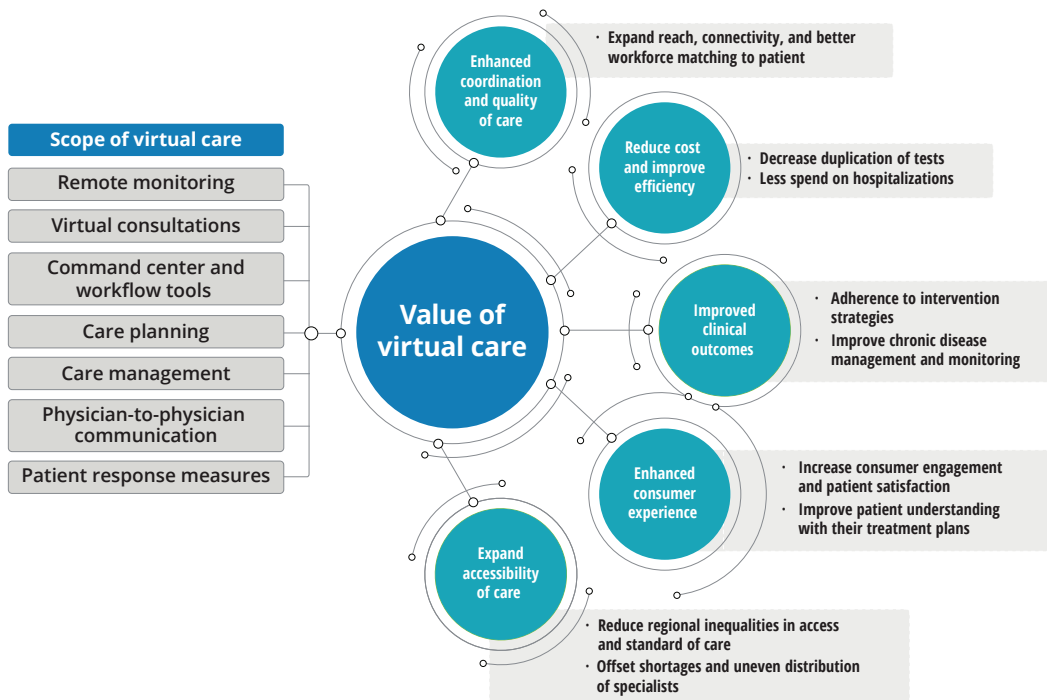 Scope of virtual care
Remote monitoring
Virtual consultations
Command center and
workflow tools
Care planning
Care management
Physician-to-physician
communication
Patient response measures
Value of
virtual care
Enhanced
coordination
and quality
of care
· Expand reach, connectivity, and better
workforce matching to patient
Reduce cost
and improve
efficiency
· Decrease duplication of tests
· Less spend on hospitalizations
Improved
clinical
outcomes
· Adherence to intervention
strategies
· Improve chronic disease
management and monitoring
Enhanced
consumer
experience
· Increase consumer engagement
and patient satisfaction
· Improve patient understanding
with their treatment plans
Expand
accessibility
of care
· Reduce regional inequalities in access
and standard of care
· Offset shortages and uneven distribution
of specialists